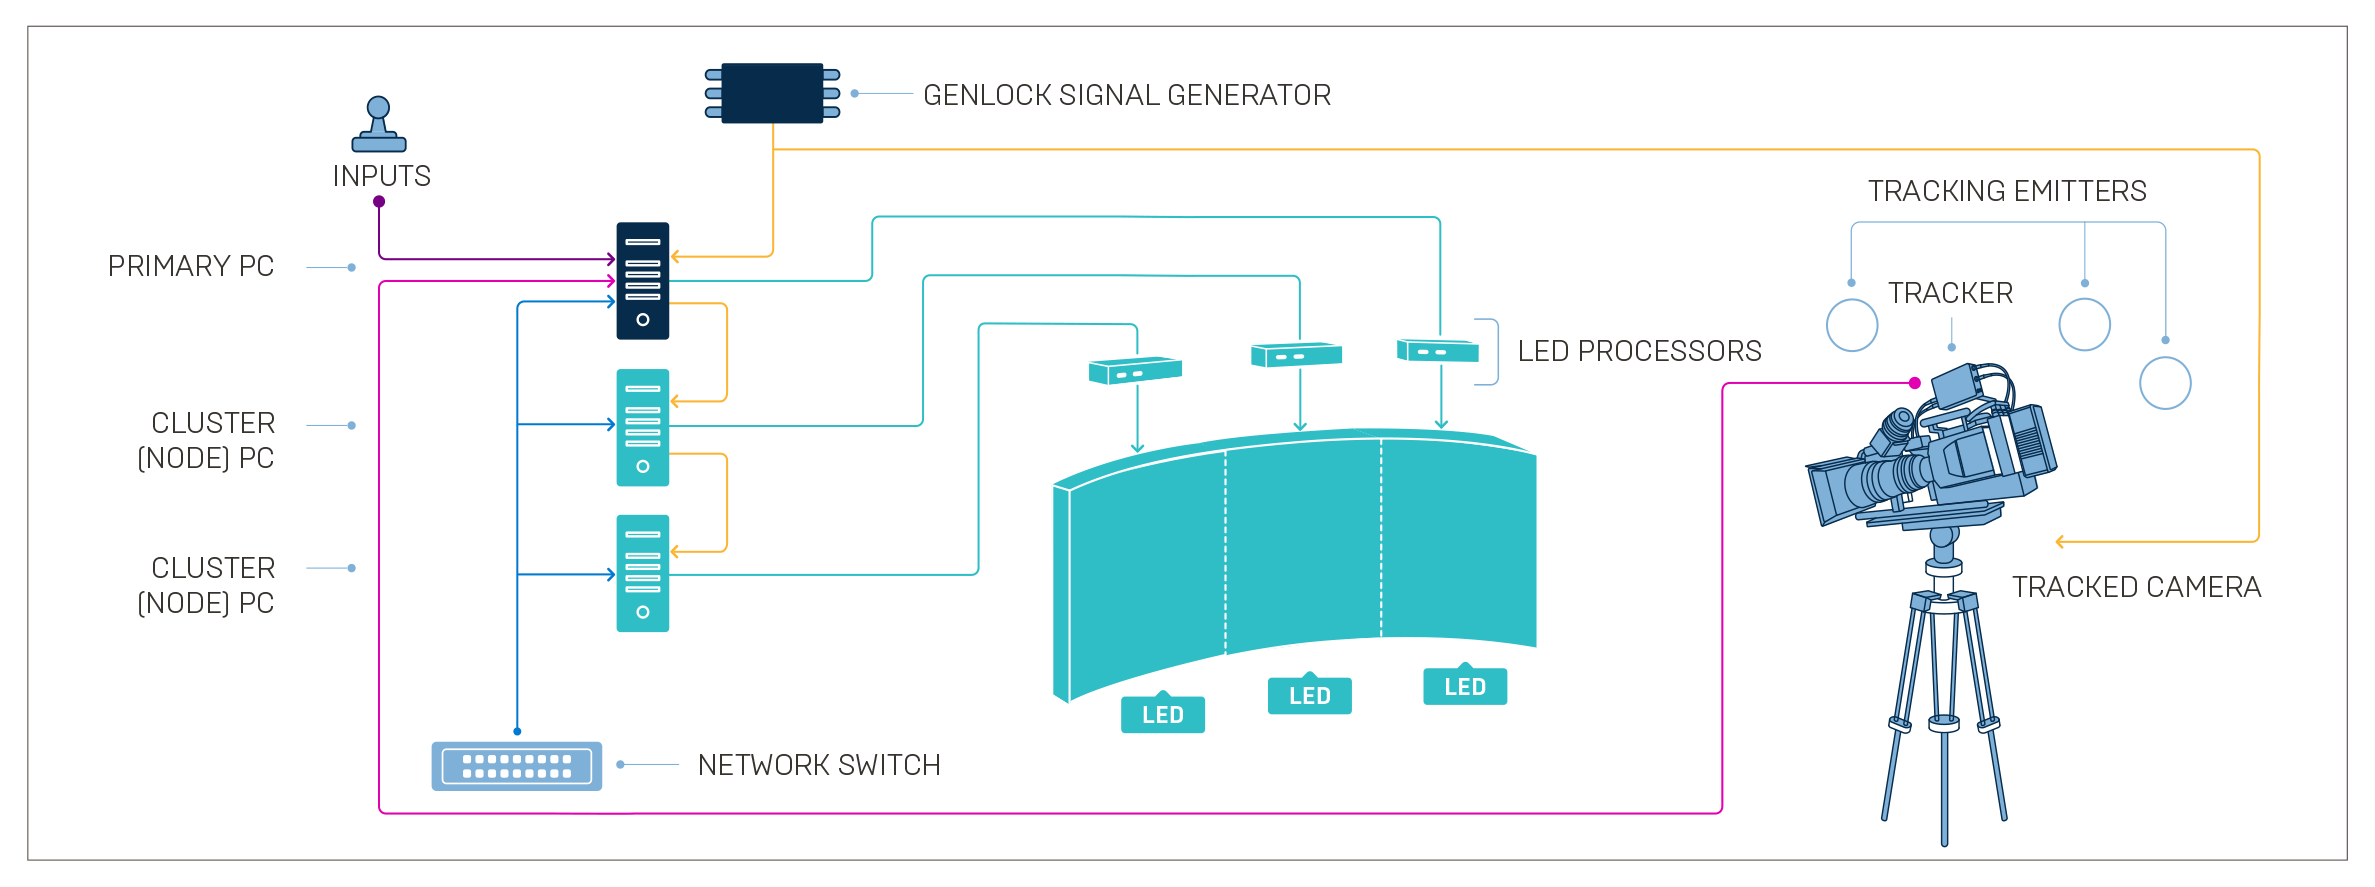 GENLOCK SIGNAL GENERATOR
INPUTS
TRACKING EMITTERS
PRIMARY PC
TRACKER
LED PROCESSORS
CLUSTER
(NODE) PC
CLUSTER
(NODE) PC
TRACKED CAMERA
LED
LED
LED
NETWORK SWITCH